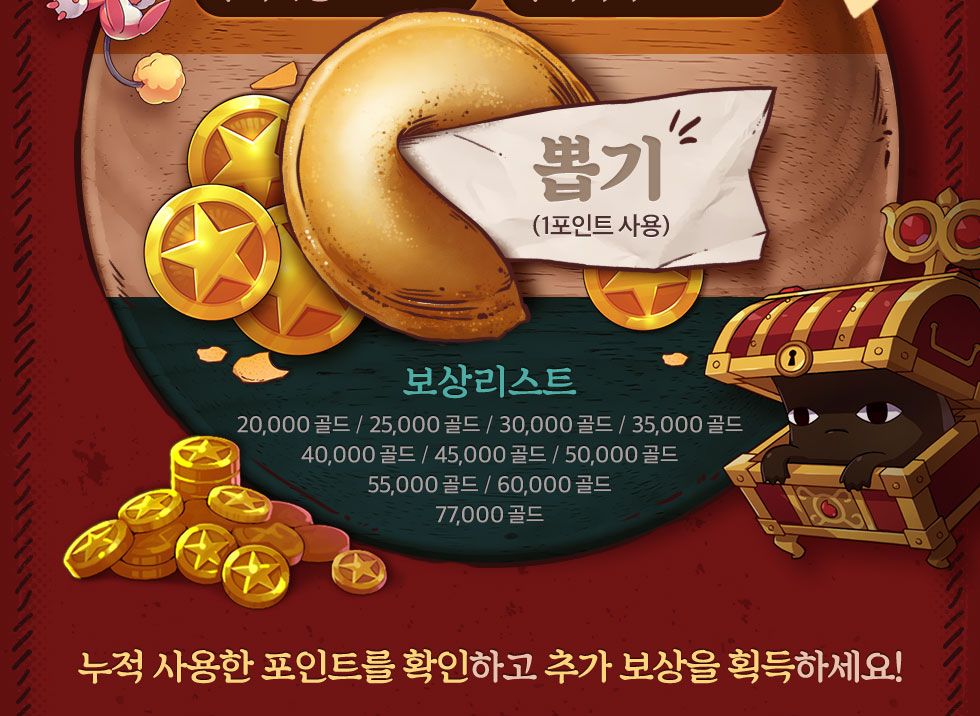 뽑기
(1포인트 사용)
보상리스트
20,000 골드 / 25,000 골드 / 30,000 골드 / 35,000 골드
40,000 골드 / 45,000 골드 / 50,000 골드
55,000 골드 / 60,000 골드
77,000 골드
누적 사용한 포인트를 확인하고 추가 보상을 획득하세요!